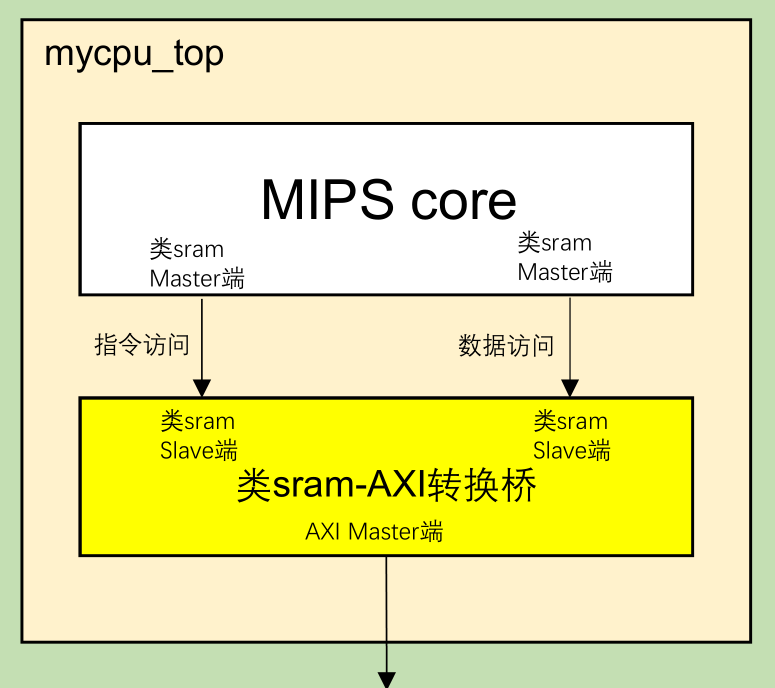 mycpu_top
MIPS core
类sram
Master端
类sram
Master端
指令访问
数据访问
类sram
Slave端
类sram
Slave端
类sram-AXI转换桥
AXI Master端